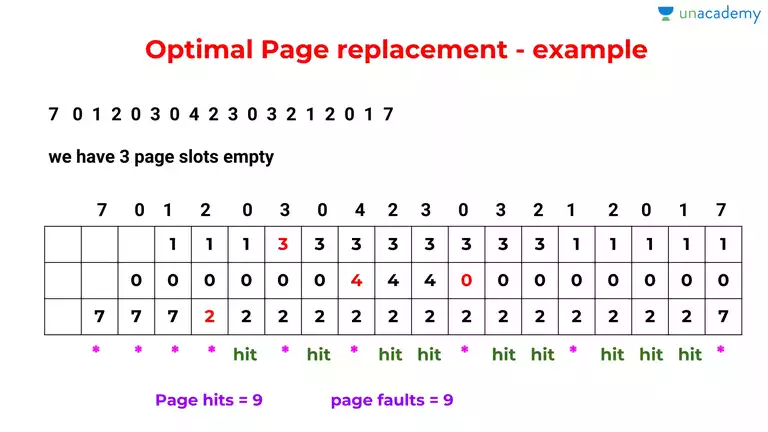 unacademy
Optimal Page replacement - example
7 0 1 2 0 3 0 4 2 3 0 3 2 1 2 0 1 7
we have 3 page slots empty
7 0 1 2 0 3 0 4 2 3 0 3 2 1 2 0 1 7
1 1 1 3 3 3 3 3 3 3 3 1 1 1 1 1
0 0 0 0 0 0 4 4 4 0 0 0 0 0 0 0 0
7 7 7 2 2 2 2 2 2 2 2 2 2 2 2 2 2 7
* * * * hit * hit * hit hit * hit hit * hit hit hit *
Page hits = 9 page faults = 9